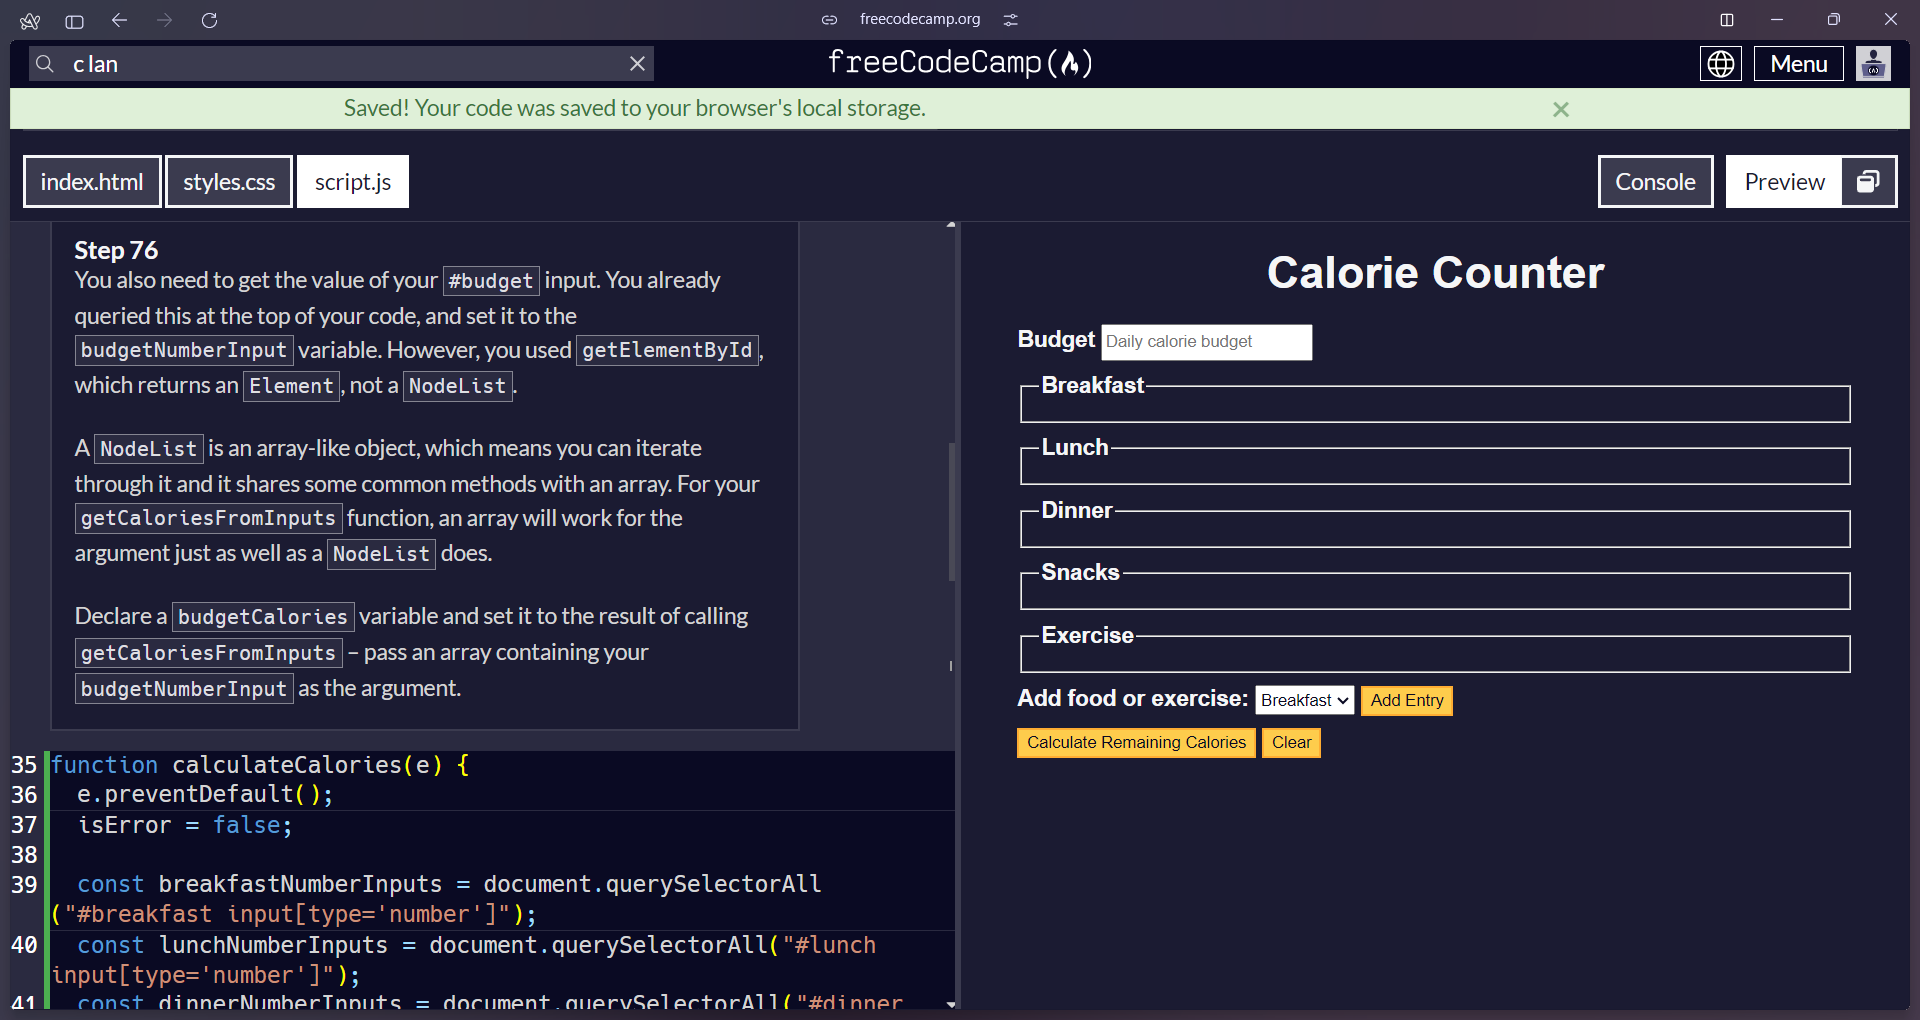 freecodecamp.org
c lan
freeCodeCamp
Menu
Saved! Your code was saved to your browser's local storage.
index.html
styles.css
script.js
Console
Preview
Step 76
You also need to get the value of your #budget input. You already
queried this at the top of your code, and set it to the
budgetNumberInput variable. However, you used getElementById,
which returns an Element, not a NodeList.
A NodeList is an array-like object, which means you can iterate
through it and it shares some common methods with an array. For your
getCaloriesFromInputs function, an array will work for the
argument just as well as a NodeList does.
Declare a budgetCalories variable and set it to the result of calling
getCaloriesFromInputs – pass an array containing your
budgetNumberInput as the argument.
35 function calculateCalories(e) {
36 e.preventDefault();
37 isError = false;
38
39 const breakfastNumberInputs = document.querySelectorAll
("#breakfast input[type='number']");
40 const lunchNumberInputs = document.querySelectorAll("#lunch
input[type='number']");
41 const dinnerNumberInputs = document.querySelectorAll("#dinner
Calorie Counter
Budget Daily calorie budget
Breakfast
Lunch
Dinner
Snacks
Exercise
Add food or exercise: Breakfast Add Entry
Calculate Remaining Calories Clear